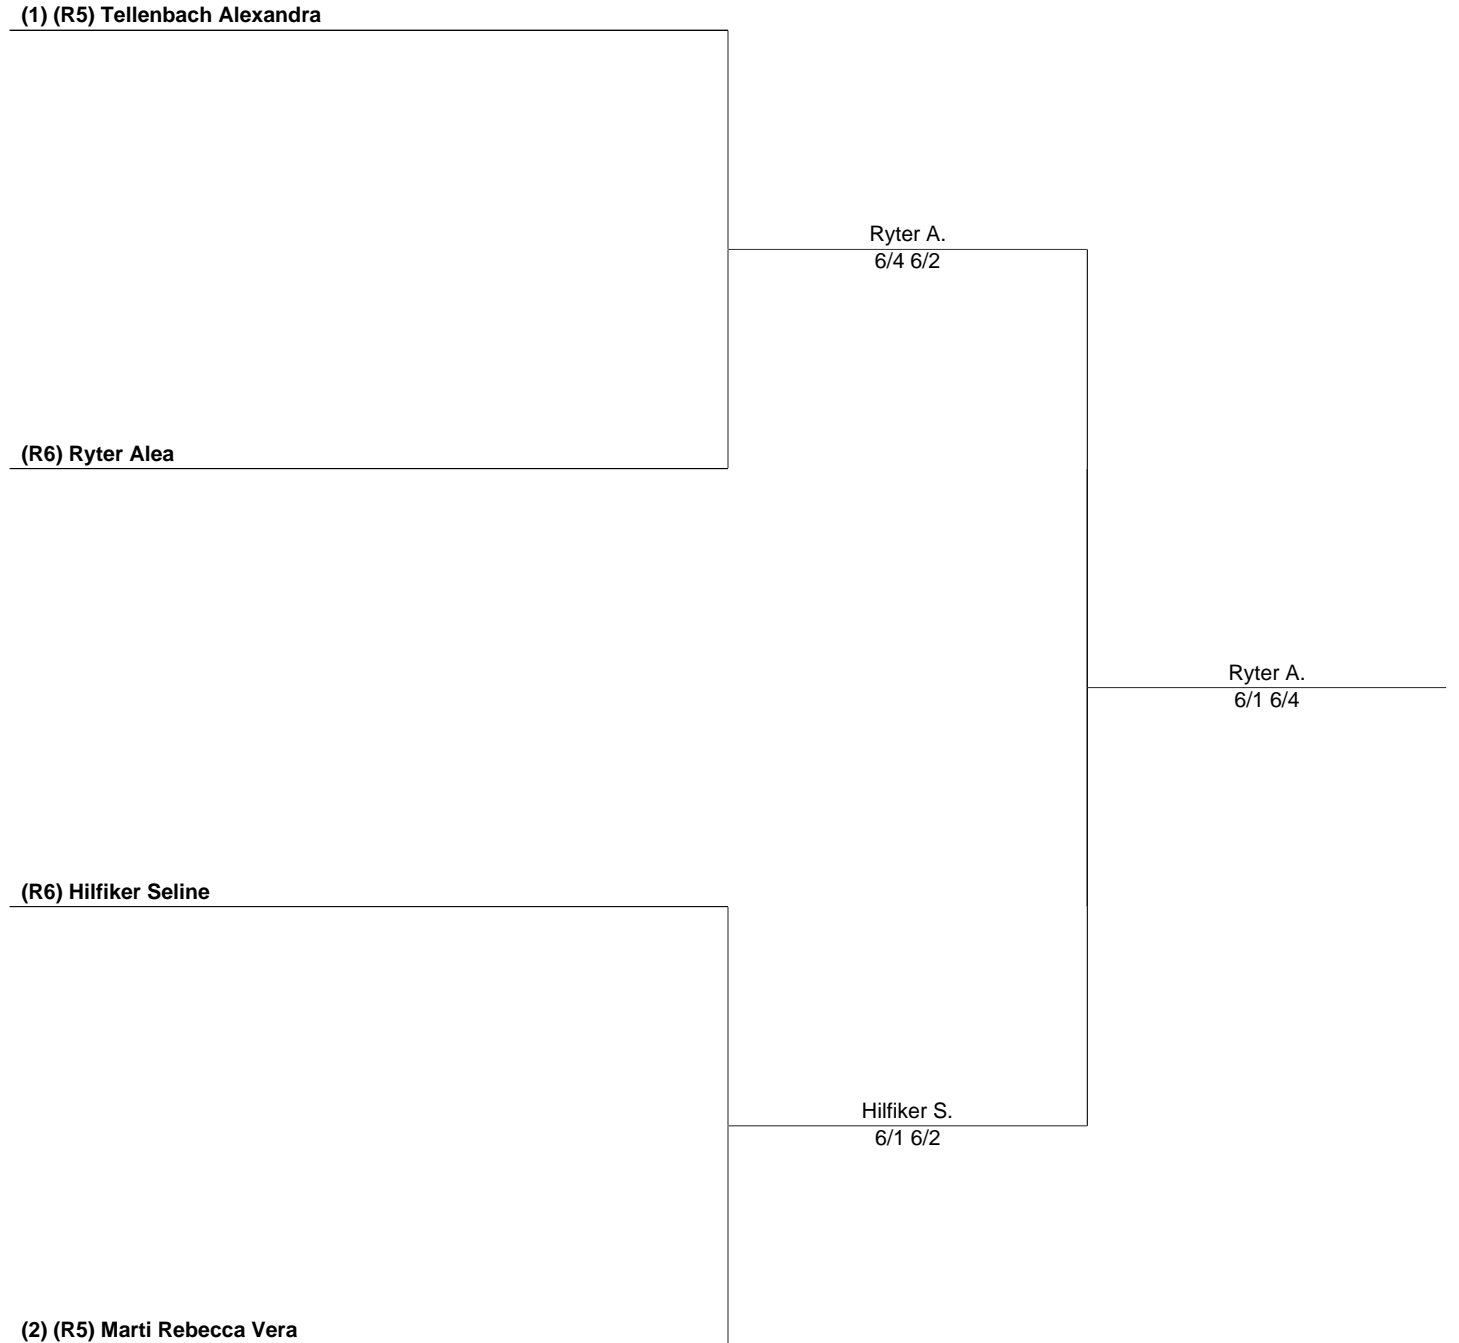 (1) (R5) Tellenbach Alexandra
Ryter A.
6/4 6/2
(R6) Ryter Alea
Ryter A.
6/1 6/4
(R6) Hilfiker Seline
Hilfiker S.
6/1 6/2
(2) (R5) Marti Rebecca Vera